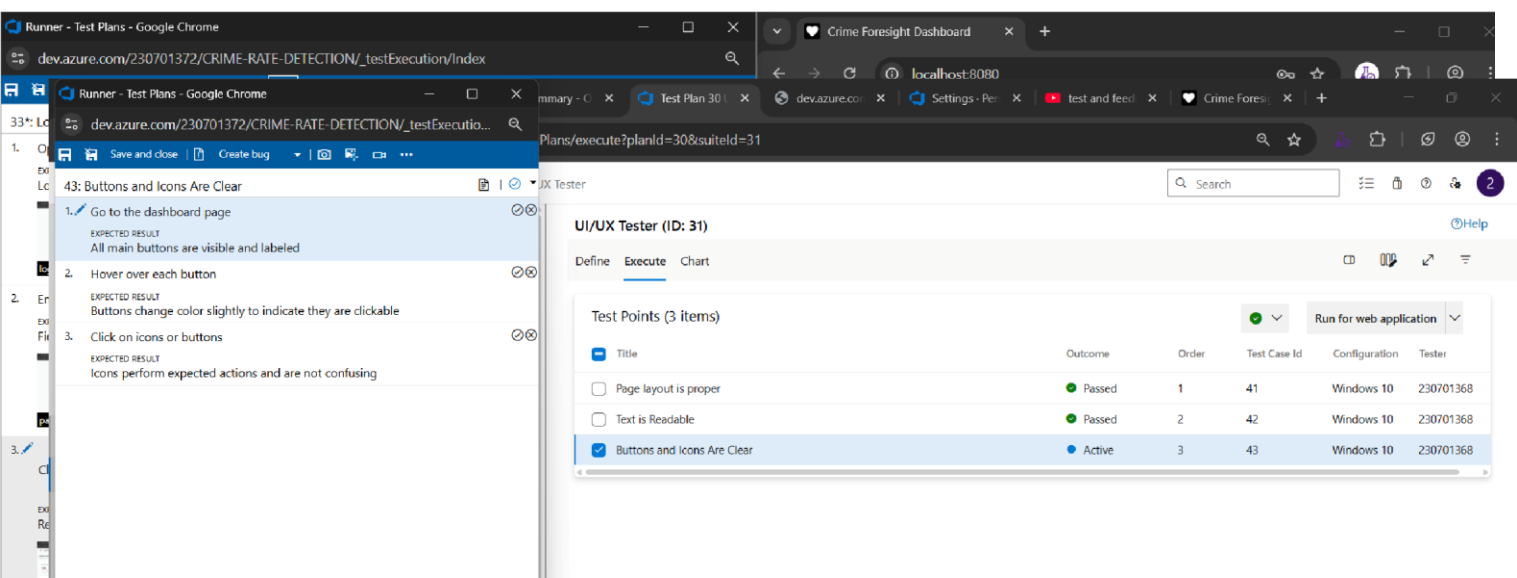 Runner - Test Plans - Google Chrome
dev.azure.com/230701372/CRIME-RATE-DETECTION/_testExecution/Index
Crime Foresight Dashboard
localhost:8080
Runner - Test Plans - Google Chrome
dev.azure.com/230701372/CRIME-RATE-DETECTION/_testExecutio...
mmary - O
Test Plan 30 U
dev.azure.com
Settings - Per
test and feed
Crime Foresig
Plans/execute?planId=30&suiteId=31
33*: Lo
1.
2.
3.
Save and close
Create bug
43: Buttons and Icons Are Clear
1. Go to the dashboard page
EXPECTED RESULT
All main buttons are visible and labeled
2. Hover over each button
EXPECTED RESULT
Buttons change color slightly to indicate they are clickable
3. Click on icons or buttons
EXPECTED RESULT
Icons perform expected actions and are not confusing
UX Tester
Search
2
UI/UX Tester (ID: 31)
Help
Define Execute Chart
Test Points (3 items)
Run for web application
Title Outcome Order Test Case Id Configuration Tester
Page layout is proper Passed 1 41 Windows 10 230701368
Text is Readable Passed 2 42 Windows 10 230701368
Buttons and Icons Are Clear Active 3 43 Windows 10 230701368